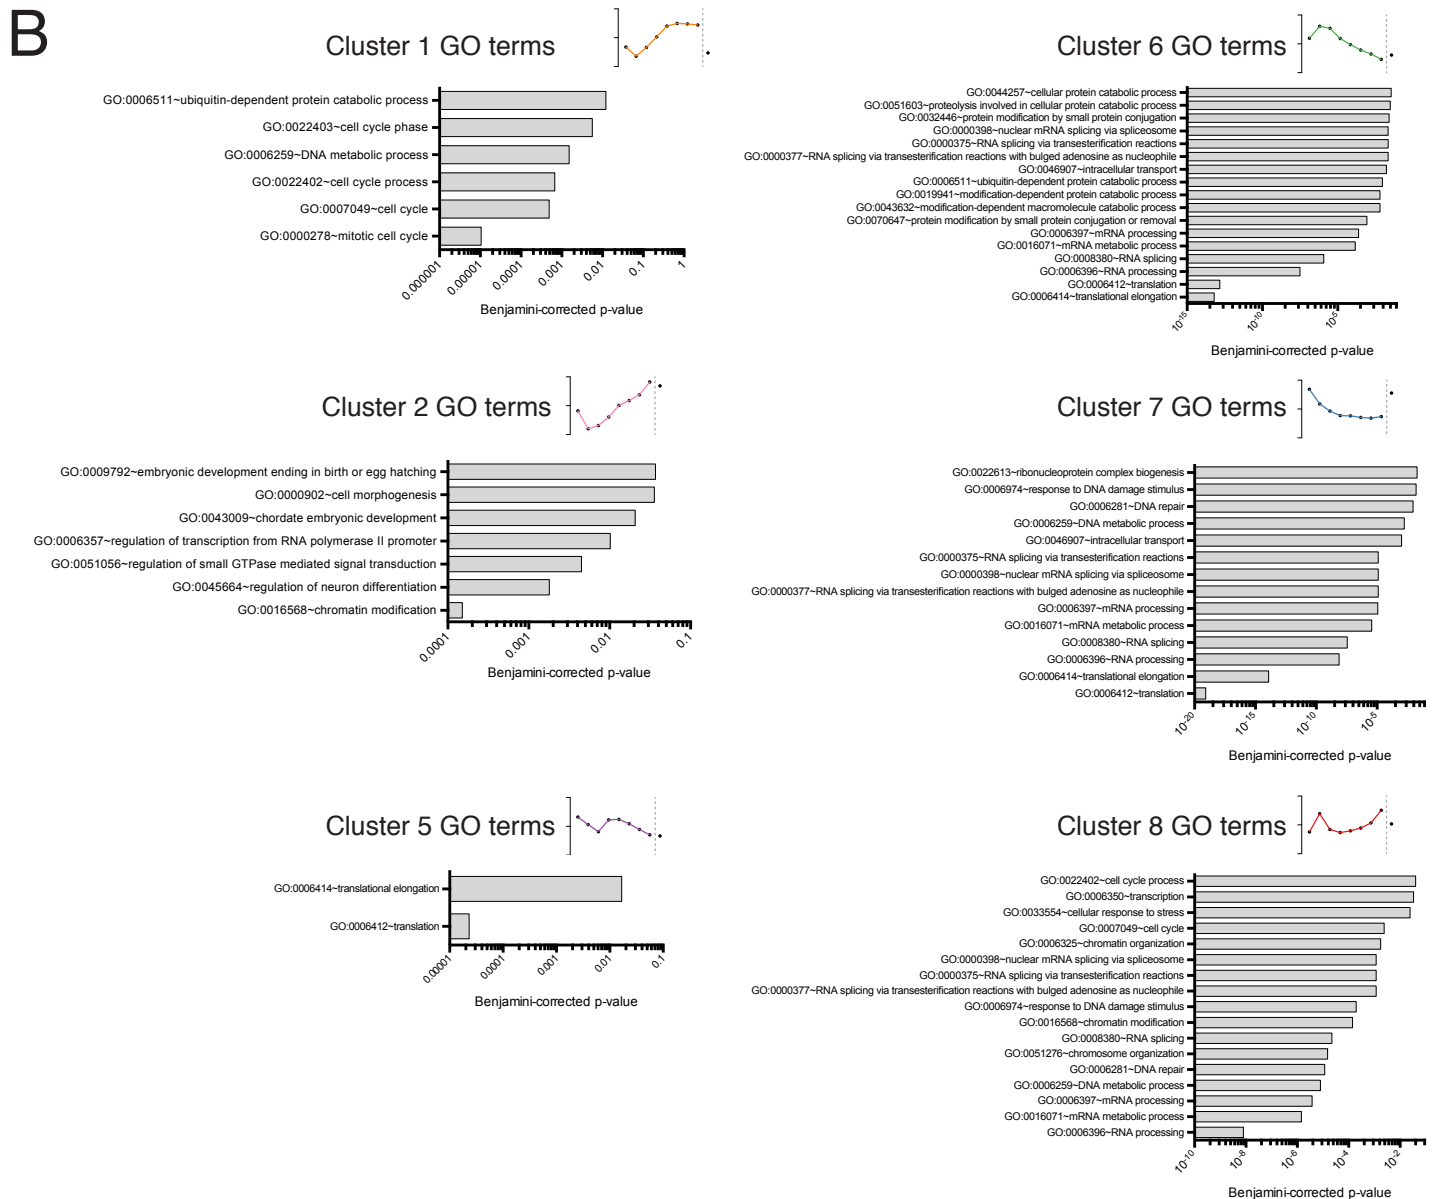 B
Cluster 1 GO terms
GO:0006511~ubiquitin-dependent protein catabolic process
GO:0022403~cell cycle phase
GO:0006259~DNA metabolic process
GO:0022402~cell cycle process
GO:0007049~cell cycle
GO:0000278~mitotic cell cycle
0.000001 0.00001 0.0001 0.001 0.01 0.1 1
Benjamini-corrected p-value
Cluster 6 GO terms
GO:0044257~cellular protein catabolic process
GO:0051603~proteolysis involved in cellular protein catabolic process
GO:0032446~protein modification by small protein conjugation
GO:0000398~nuclear mRNA splicing via spliceosome
GO:0000375~RNA splicing via transesterification reactions
GO:0000377~RNA splicing via transesterification reactions with bulged adenosine as nucleophile
GO:0046907~intracellular transport
GO:0006511~ubiquitin-dependent protein catabolic process
GO:0019941~modification-dependent protein catabolic process
GO:0043632~modification-dependent macromolecule catabolic process
GO:0070647~protein modification by small protein conjugation or removal
GO:0006397~mRNA processing
GO:0016071~mRNA metabolic process
GO:0008380~RNA splicing
GO:0006396~RNA processing
GO:0006412~translation
GO:0006414~translational elongation
10-15 10-10 10-5
Benjamini-corrected p-value
Cluster 2 GO terms
GO:0009792~embryonic development ending in birth or egg hatching
GO:0000902~cell morphogenesis
GO:0043009~chordate embryonic development
GO:0006357~regulation of transcription from RNA polymerase II promoter
GO:0051056~regulation of small GTPase mediated signal transduction
GO:0045664~regulation of neuron differentiation
GO:0016568~chromatin modification
0.0001 0.001 0.01 0.1
Benjamini-corrected p-value
Cluster 7 GO terms
GO:0022613~ribonucleoprotein complex biogenesis
GO:0006974~response to DNA damage stimulus
GO:0006281~DNA repair
GO:0006259~DNA metabolic process
GO:0046907~intracellular transport
GO:0000375~RNA splicing via transesterification reactions
GO:0000398~nuclear mRNA splicing via spliceosome
GO:0000377~RNA splicing via transesterification reactions with bulged adenosine as nucleophile
GO:0006397~mRNA processing
GO:0016071~mRNA metabolic process
GO:0008380~RNA splicing
GO:0006396~RNA processing
GO:0006414~translational elongation
GO:0006412~translation
10-20 10-15 10-10 10-5
Benjamini-corrected p-value
Cluster 5 GO terms
GO:0006414~translational elongation
GO:0006412~translation
0.00001 0.0001 0.001 0.01 0.1
Benjamini-corrected p-value
Cluster 8 GO terms
GO:0022402~cell cycle process
GO:0006350~transcription
GO:0033554~cellular response to stress
GO:0007049~cell cycle
GO:0006325~chromatin organization
GO:0000398~nuclear mRNA splicing via spliceosome
GO:0000375~RNA splicing via transesterification reactions
GO:0000377~RNA splicing via transesterification reactions with bulged adenosine as nucleophile
GO:0006974~response to DNA damage stimulus
GO:0016568~chromatin modification
GO:0008380~RNA splicing
GO:0051276~chromosome organization
GO:0006281~DNA repair
GO:0006259~DNA metabolic process
GO:0006397~mRNA processing
GO:0016071~mRNA metabolic process
GO:0006396~RNA processing
10-10 10-8 10-6 10-4 10-2
Benjamini-corrected p-value